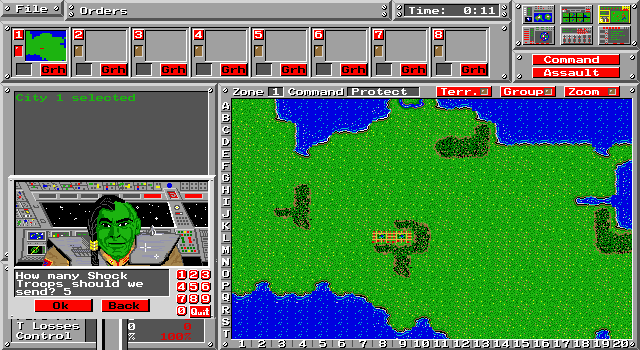 File Orders Time: 0:11
1 2 3 4 5 6 7 8
Grh Grh Grh Grh Grh Grh Grh Grh
Command
Assault
City 1 selected
Zone 1 Command Protect Terr. Group Zoom
A
B
C
D
E
F
G
H
I
J
K
L
M
N
O
P
Q
R
S
T
1 2 3 4 5 6 7 8 9 10 11 12 13 14 15 16 17 18 19 20
How many Shock
Troops should we
send? 5
Ok Back
1 2 3
4 5 6
7 8 9
0 Quit
T Losses 0 0
Control % 100%